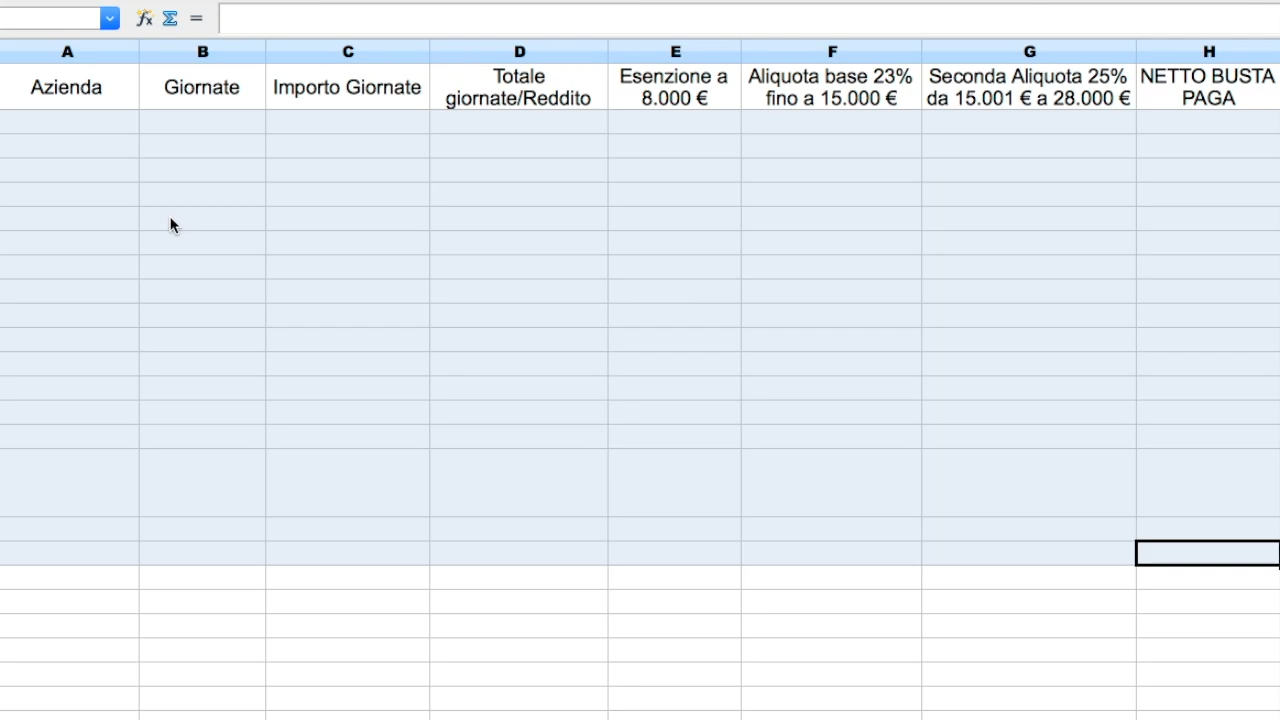 A B C D E F G H
Azienda
Giornate
Importo Giornate
Totale
giornate/Reddito
Esenzione a
8.000 €
Aliquota base 23%
fino a 15.000 €
Seconda Aliquota 25%
da 15.001 € a 28.000 €
NETTO BUSTA
PAGA